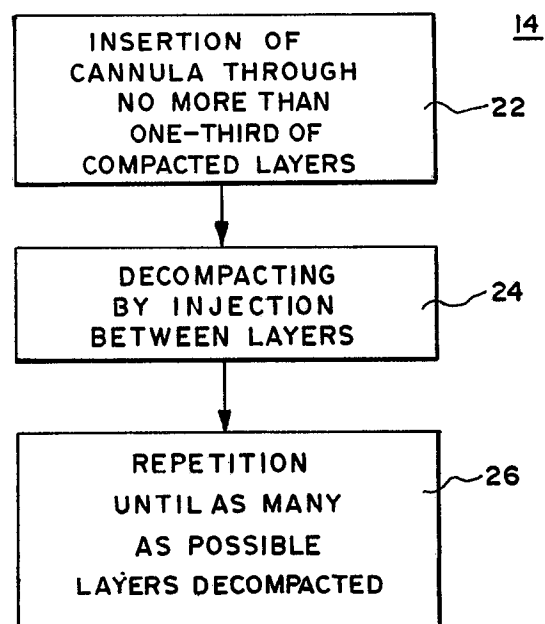 14
INSERTION OF
CANNULA THROUGH
NO MORE THAN
ONE-THIRD OF
COMPACTED LAYERS
22
DECOMPACTING
BY INJECTION
BETWEEN LAYERS
24
REPETITION
UNTIL AS MANY
AS POSSIBLE
LAYERS DECOMPACTED
26